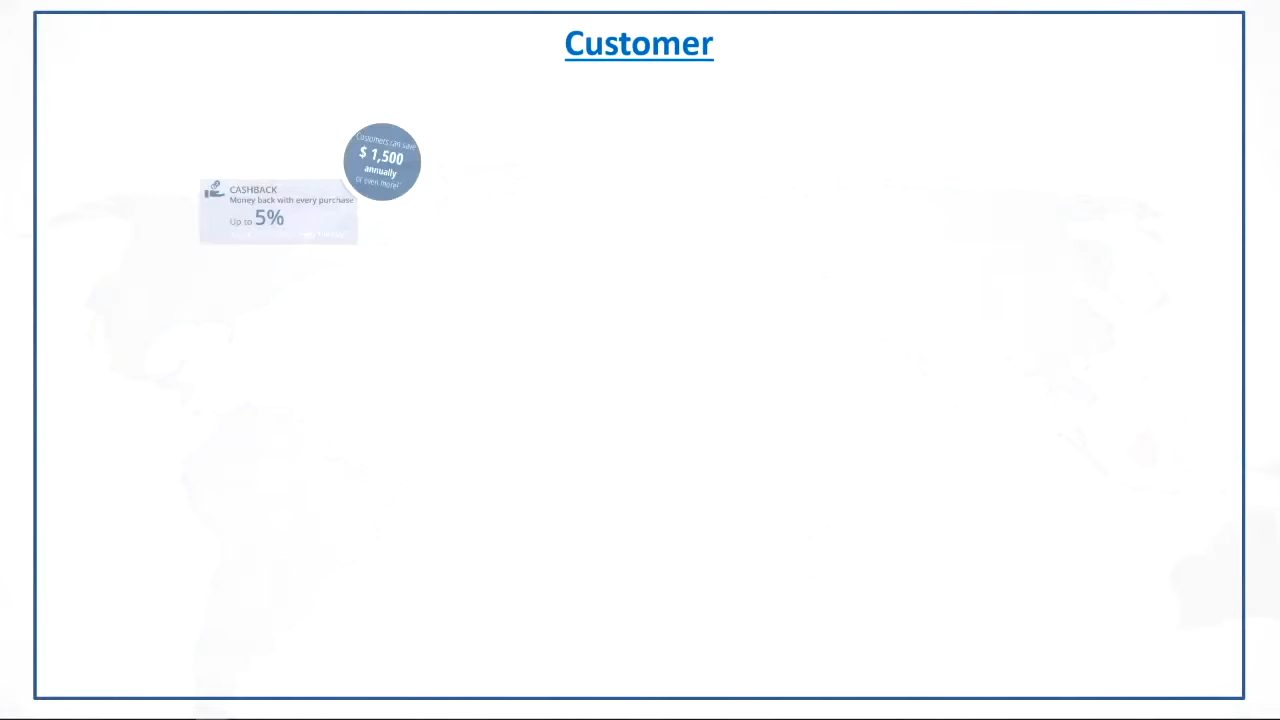 Customer
Customers can save
$ 1,500
annually
or even more!
CASHBACK
Money back with every purchase
Up to 5%